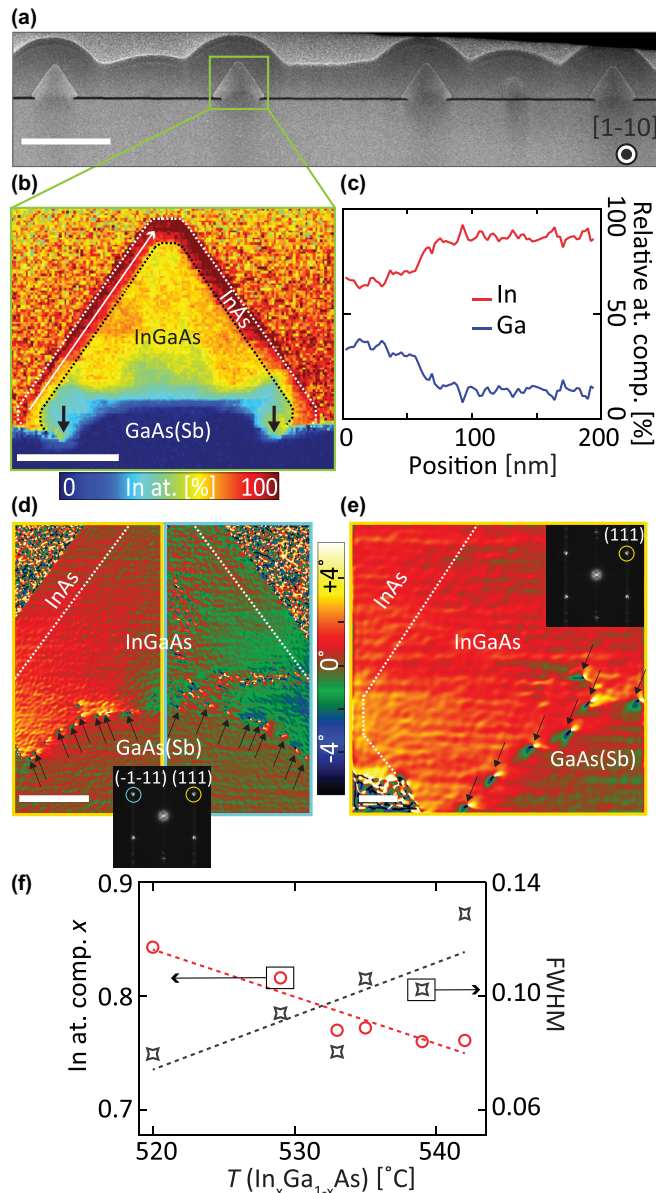 (a)
[1-10]
(b)
InAs
InGaAs
GaAs(Sb)
0 In at. [%] 100
(c)
Relative at. comp. [%]
100
50
0
In
Ga
0 100 200
Position [nm]
(d)
InAs
InGaAs
GaAs(Sb)
(-1-11) (111)
+4°
0°
-4°
(e)
(111)
InAs
InGaAs
GaAs(Sb)
(f)
In at. comp. x
0.9
0.8
0.7
0.14
0.10
0.06
FWHM
520 530 540
T (InxGa1-xAs) [°C]